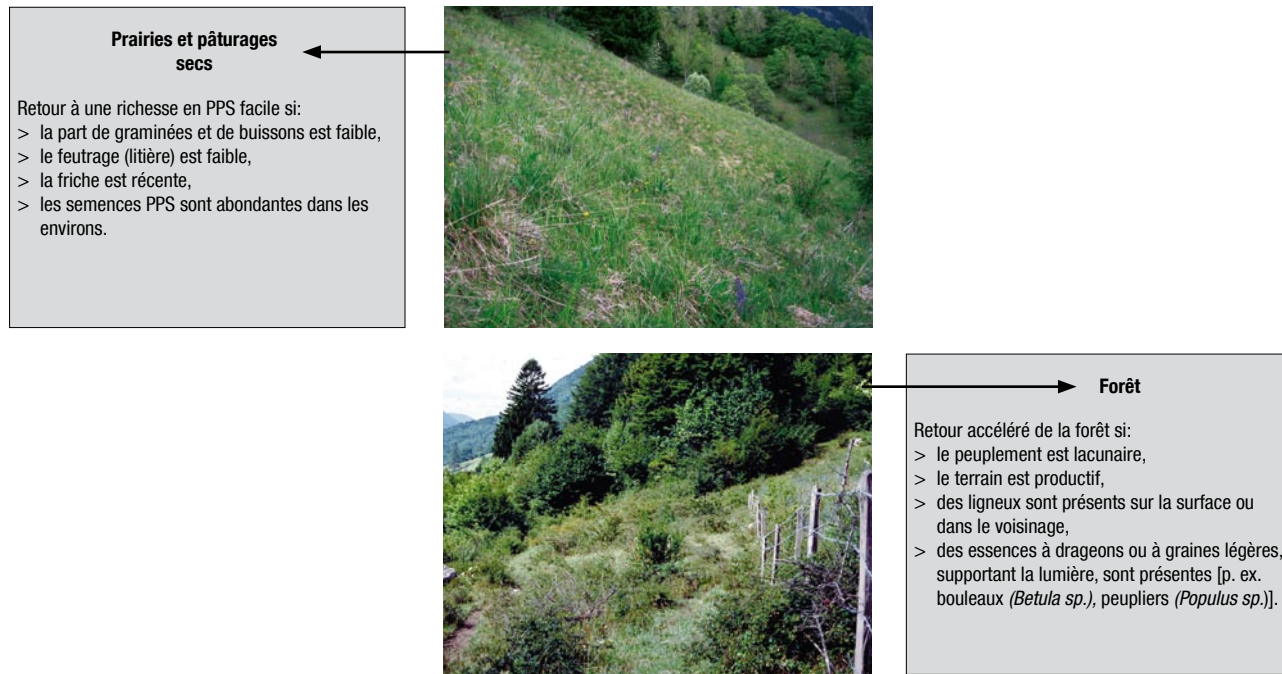 Prairies et pâturages
secs
Retour à une richesse en PPS facile si:
> la part de graminées et de buissons est faible,
> le feutrage (litière) est faible,
> la friche est récente,
> les semences PPS sont abondantes dans les
environs.
Forêt
Retour accéléré de la forêt si:
> le peuplement est lacunaire,
> le terrain est productif,
> des ligneux sont présents sur la surface ou
dans le voisinage,
> des essences à drageons ou à graines légères,
supportant la lumière, sont présentes [p. ex.
bouleaux (Betula sp.), peupliers (Populus sp.)].